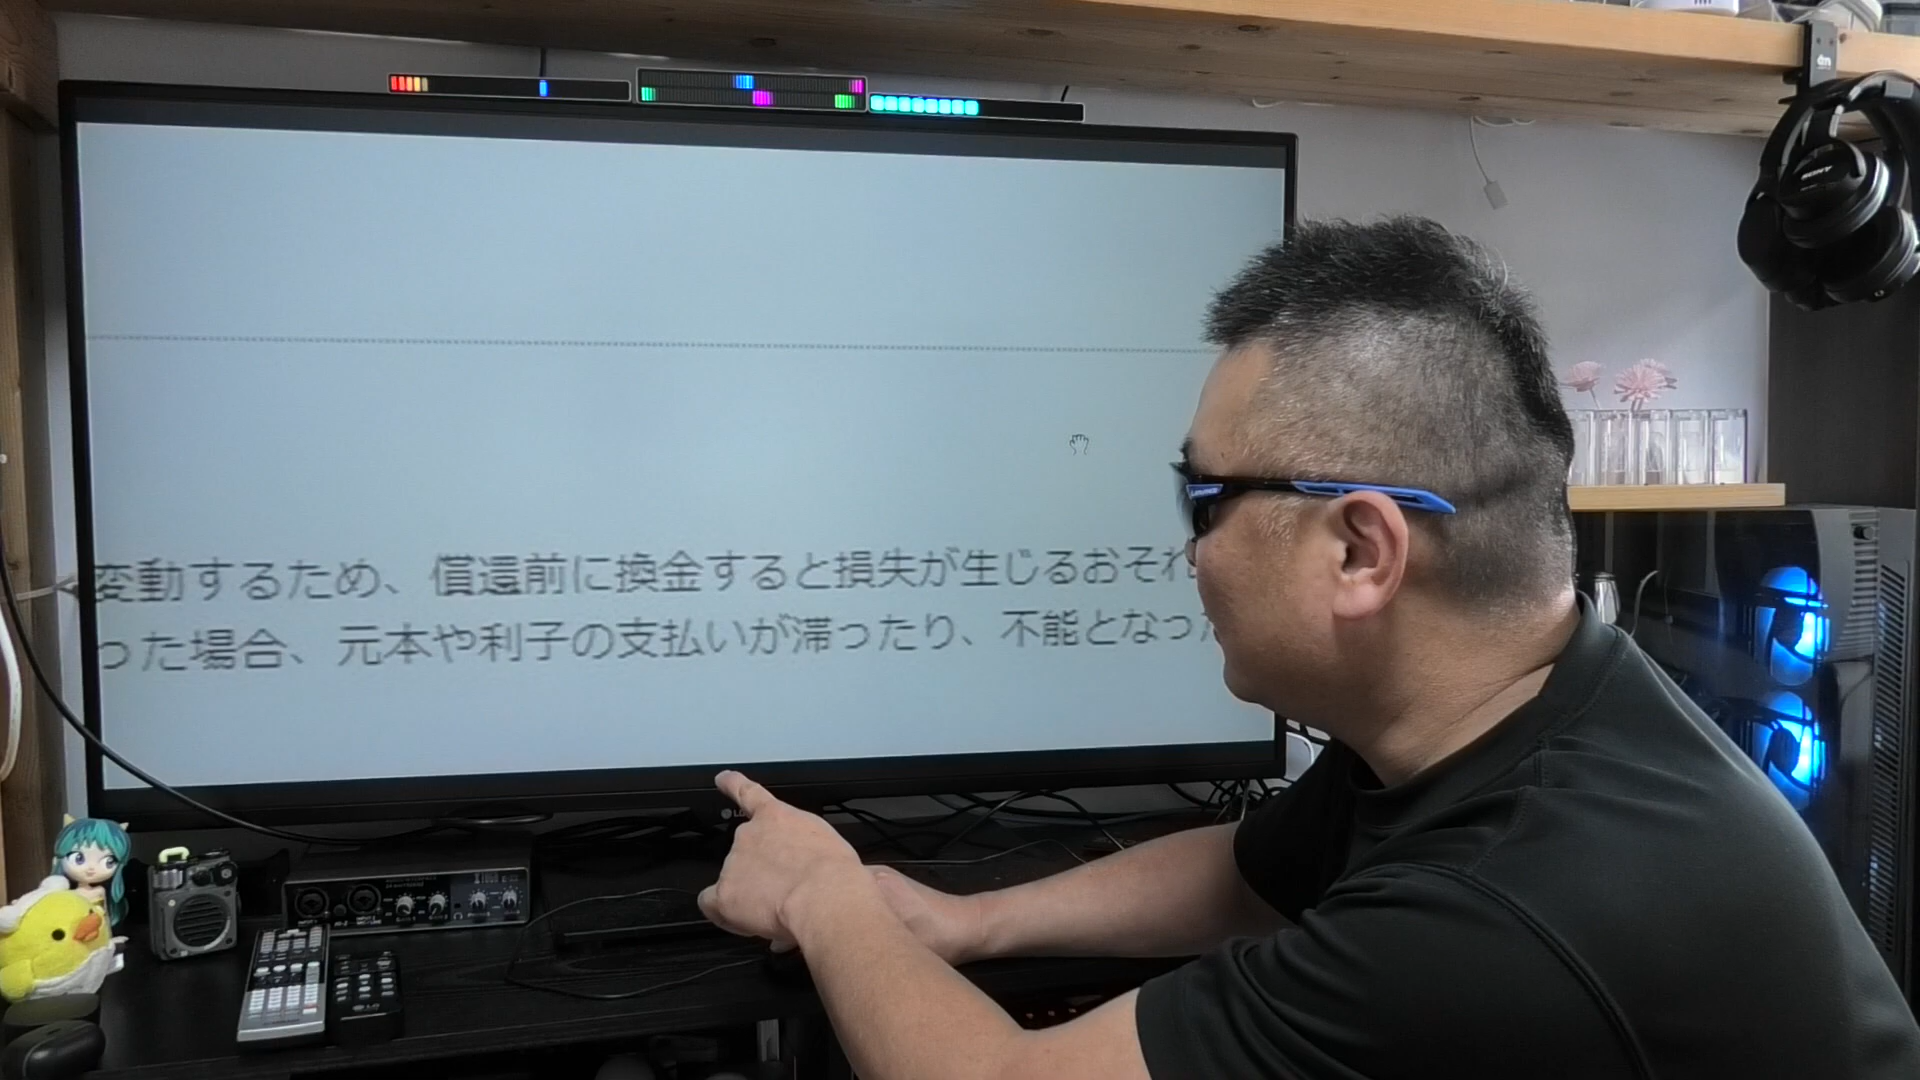 変動するため、償還前に換金すると損失が生じるおそれ
った場合、元本や利子の支払いが滞ったり、不能となった
SONY
LG